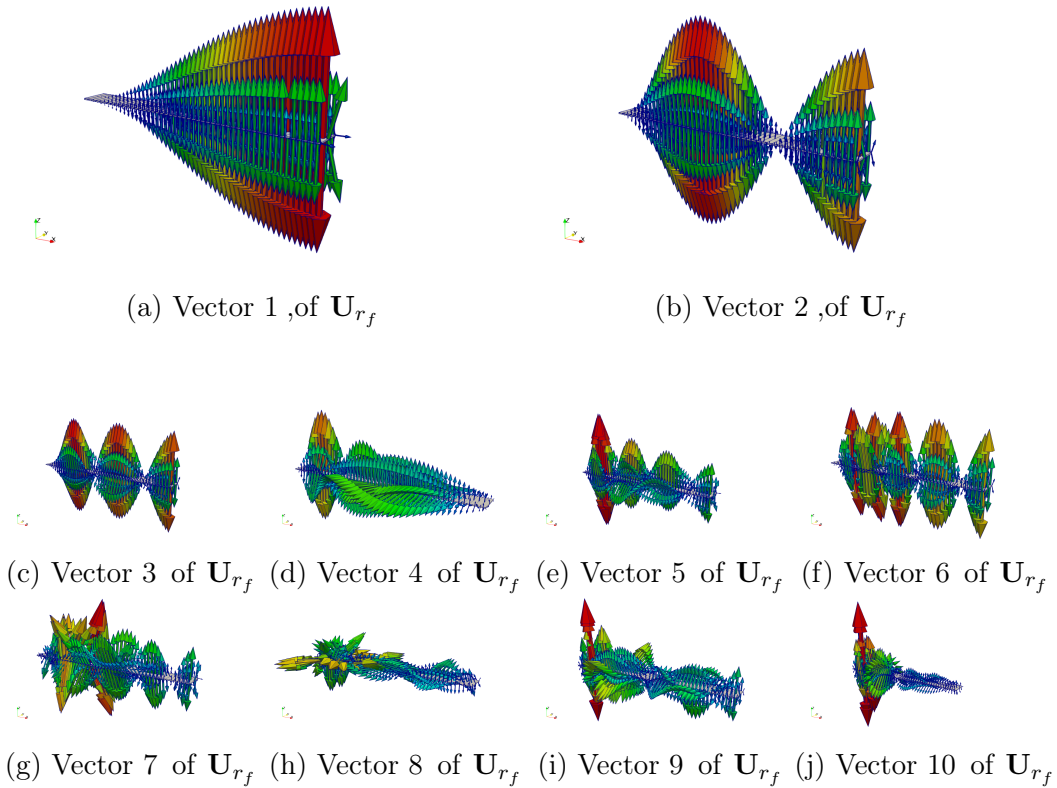 (a) Vector 1 ,of U_{r_f}
(b) Vector 2 ,of U_{r_f}
(c) Vector 3 of U_{r_f}
(d) Vector 4 of U_{r_f}
(e) Vector 5 of U_{r_f}
(f) Vector 6 of U_{r_f}
(g) Vector 7 of U_{r_f}
(h) Vector 8 of U_{r_f}
(i) Vector 9 of U_{r_f}
(j) Vector 10 of U_{r_f}